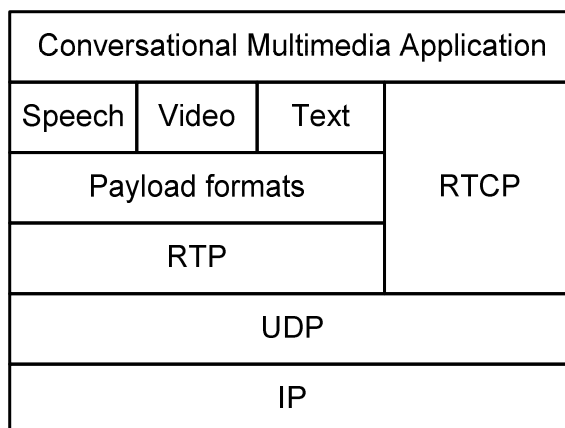 Conversational Multimedia Application
Speech
Video
Text
Payload formats
RTCP
RTP
UDP
IP